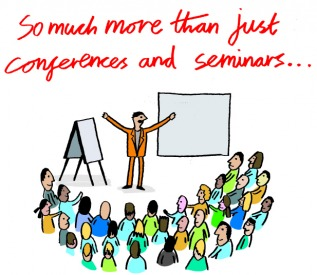 So much more than just
conferences and seminars...